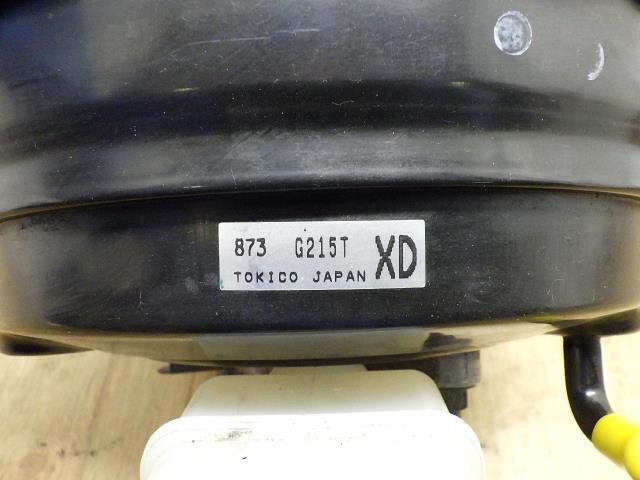 873 G215T XD
TOKICO JAPAN